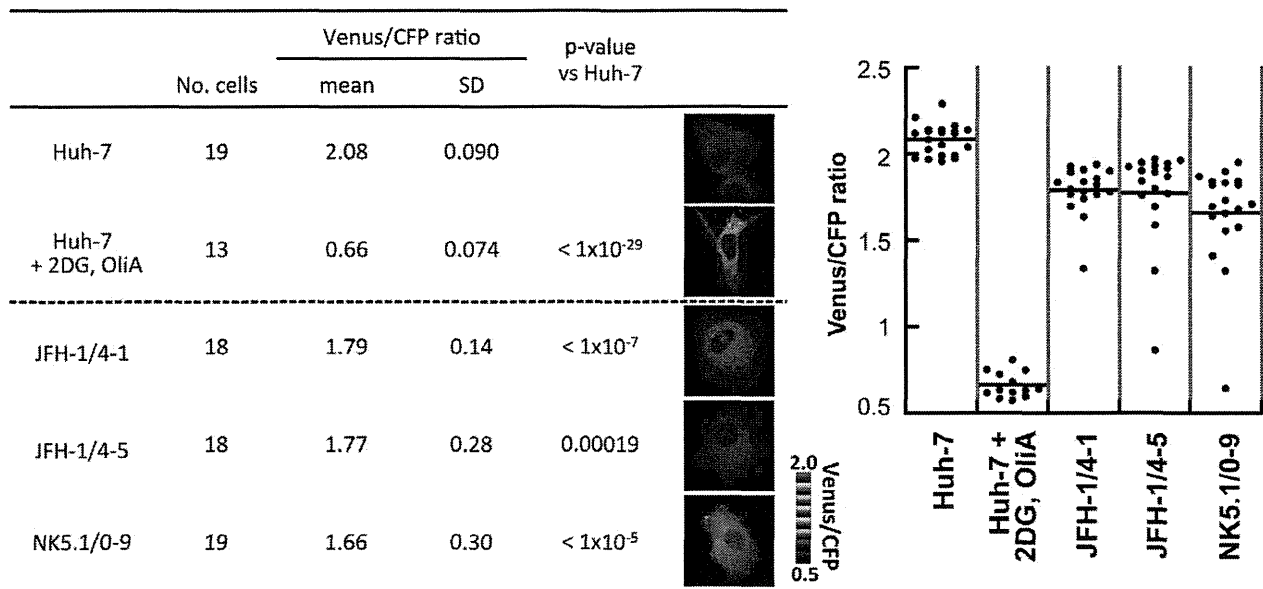 Venus/CFP ratio
p-value
vs Huh-7
No. cells mean SD
Huh-7 19 2.08 0.090
Huh-7
+ 2DG, OliA
13 0.66 0.074 < 1x10-29
JFH-1/4-1 18 1.79 0.14 < 1x10-7
JFH-1/4-5 18 1.77 0.28 0.00019
NK5.1/0-9 19 1.66 0.30 < 1x10-5
2.0
Venus/CFP
0.5
Venus/CFP ratio
2.5
2
1.5
1
0.5
Huh-7
Huh-7 +
2DG, OliA
JFH-1/4-1
JFH-1/4-5
NK5.1/0-9